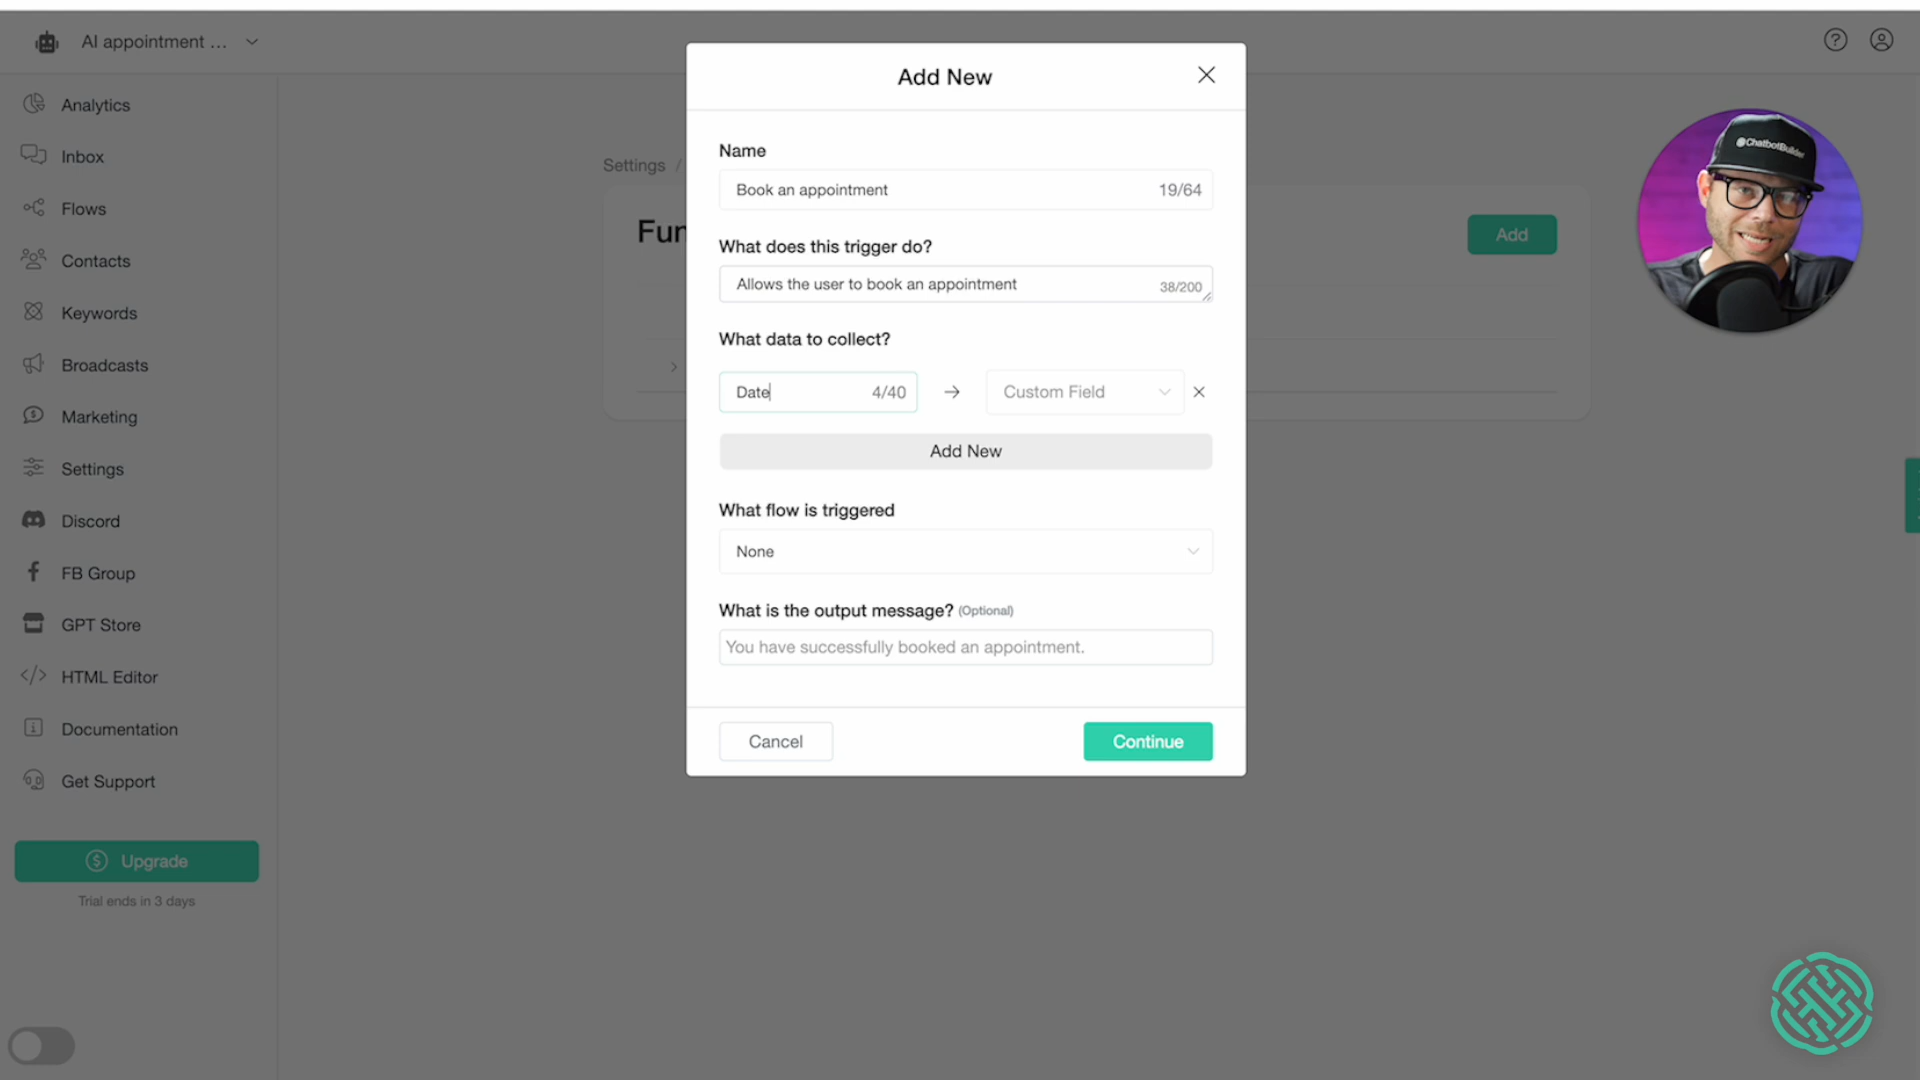 AI appointment ...
Analytics
Inbox
Flows
Contacts
Keywords
Broadcasts
Marketing
Settings
Discord
FB Group
GPT Store
HTML Editor
Documentation
Get Support
Upgrade
Trial ends in 3 days
Settings /
Fun
Add
Add New
Name
Book an appointment 19/64
What does this trigger do?
Allows the user to book an appointment 38/200
What data to collect?
Date 4/40 → Custom Field
Add New
What flow is triggered
None
What is the output message? (Optional)
You have successfully booked an appointment.
Cancel Continue
@ChatbotBuilder